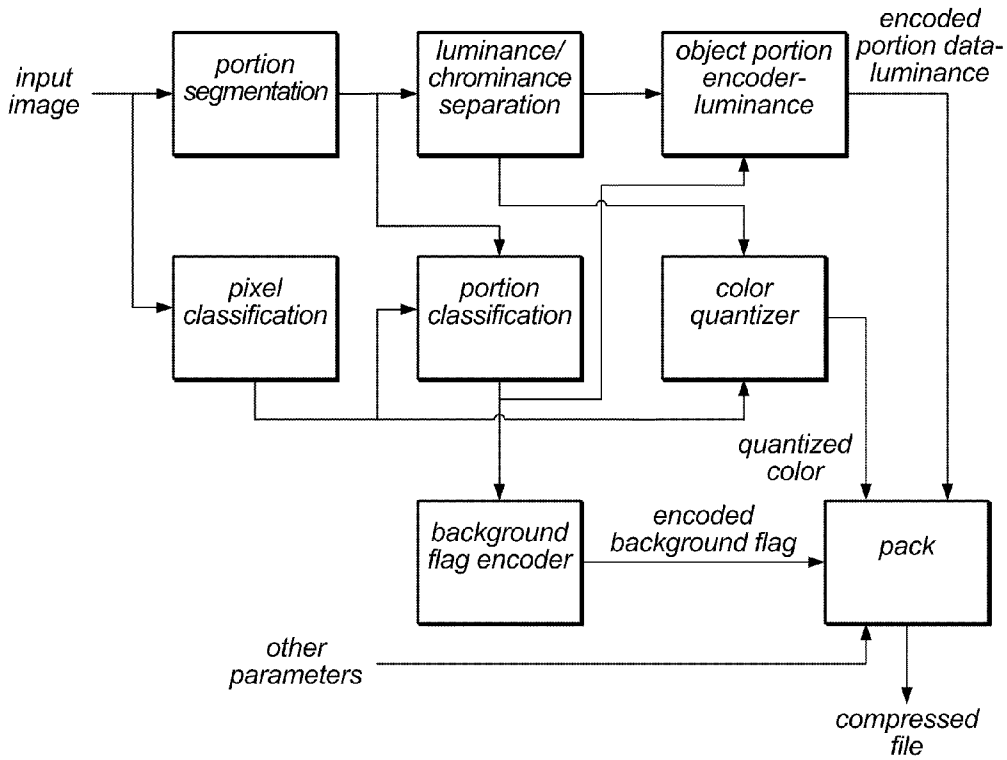 input
image
portion
segmentation
luminance/
chrominance
separation
object portion
encoder-
luminance
encoded
portion data-
luminance
pixel
classification
portion
classification
color
quantizer
quantized
color
background
flag encoder
encoded
background flag
pack
other
parameters
compressed
file